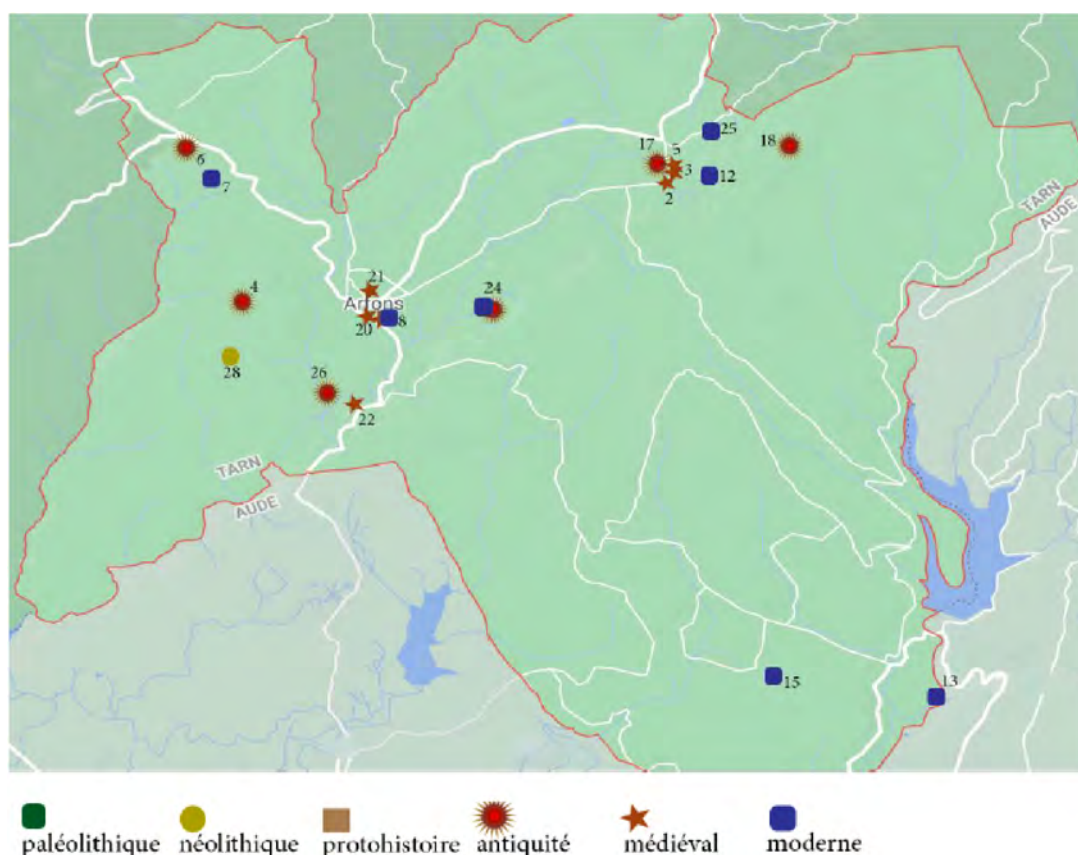 25
17
5
18
3
12
6
7
2
TARN
AUDE
21
4
Arfons
24
20
8
28
26
22
TARN
AUDE
15
13
paléolithique
néolithique
protohistoire
antiquité
médiéval
moderne